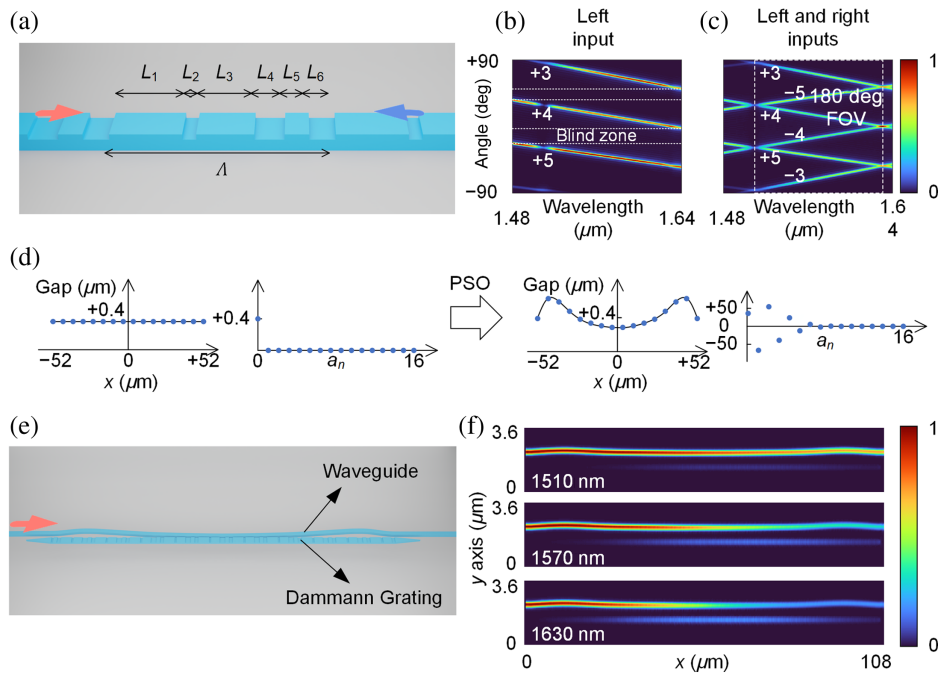 (a)
L1 L2 L3 L4 L5 L6
Λ
(b)
Left
input
+90
Angle (deg)
−90
+3
+4
Blind zone
+5
Wavelength
(μm)
1.48
1.64
(c)
Left and right
inputs
+3
−5
180 deg
FOV
+4
−4
+5
−3
Wavelength
(μm)
1.48
1.6
4
1
0
(d)
Gap (μm)
+0.4
−52
0
+52
x (μm)
+0.4
0
an
16
PSO
Gap (μm)
+0.4
−52
0
+52
x (μm)
+50
0
−50
an
16
(e)
Waveguide
Dammann Grating
(f)
y axis (μm)
3.6
0
1510 nm
3.6
0
1570 nm
3.6
0
1630 nm
0
x (μm)
108
1
0